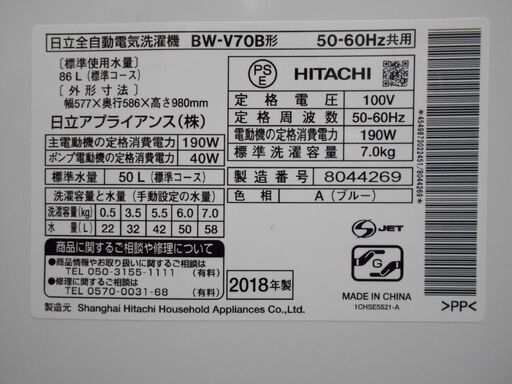 日立全自動電気洗濯機 BW-V70B形 50-60Hz共用
［標準使用水量］
86L（標準コース）
［外形寸法］
幅577×奥行586×高さ980mm
日立アプライアンス（株）
主電動機の定格消費電力 190W
ポンプ電動機の定格消費電力 40W
標準水量 50L（標準コース）
洗濯容量と水量（手動設定の水量）
洗濯容量(kg) 0.5 3.5 5.5 6.0 7.0
水量(L) 22 32 42 50 58
商品に関するご相談や修理のご相談
●商品情報やお取り扱いに関するご相談
TEL 050-3155-1111（有料）
●修理に関するご相談
TEL 0570-0031-68（有料）
PSE
HITACHI
定格電圧 100V
定格周波数 50-60Hz
電動機の定格消費電力 190W
標準洗濯容量 7.0kg
製造番号 8044269
色相 A（ブルー）
S JET
2018年製
G
MADE IN CHINA
1CHSE5521-A
製造元 Shanghai Hitachi Household Appliances Co.,Ltd.
>PP<